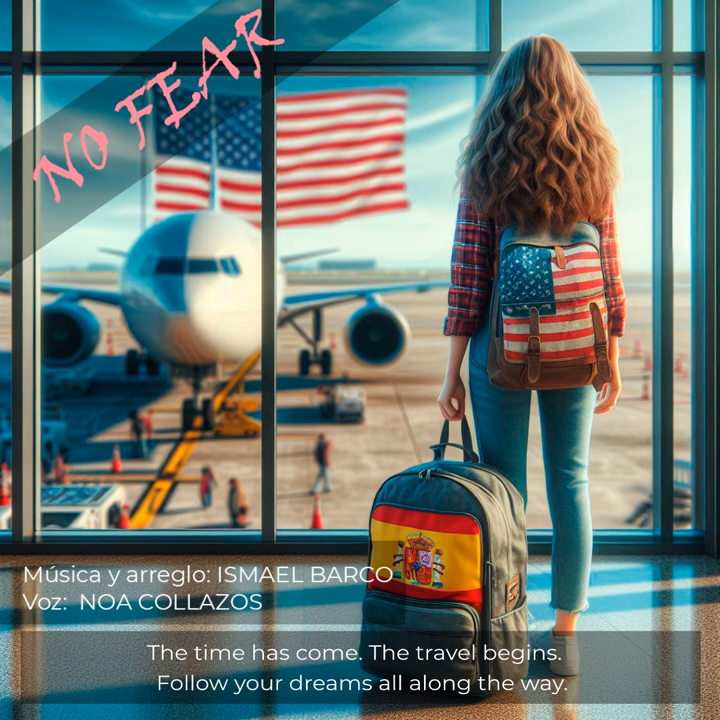 NO FEAR
Música y arreglo: ISMAEL BARCO
Voz: NOA COLLAZOS
The time has come. The travel begins.
Follow your dreams all along the way.